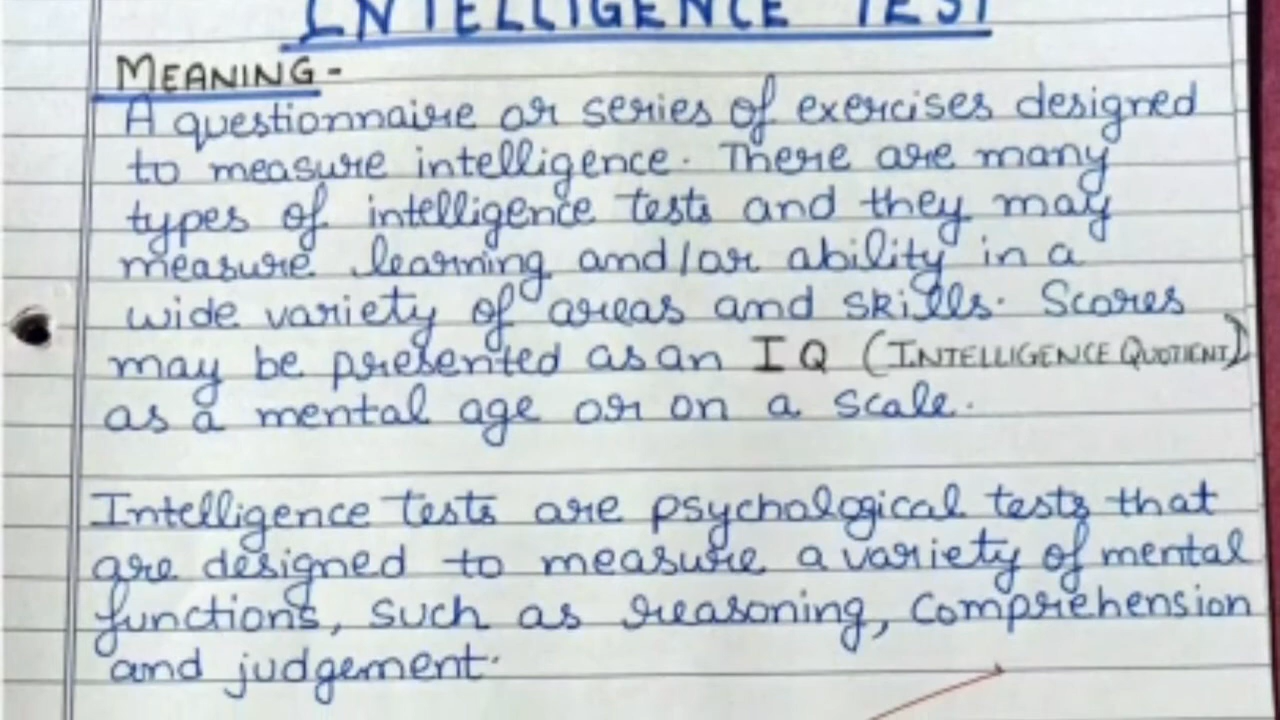 INTELLIGENCE TEST
MEANING-
A questionnaire or series of exercises designed
to measure intelligence. There are many
types of intelligence tests and they may
measure learning and/or ability in a
wide variety of areas and skills. Scores
may be presented as an IQ (INTELLIGENCE QUOTIENT)
as a mental age or on a scale.
Intelligence tests are psychological tests that
are designed to measure a variety of mental
functions, such as reasoning, comprehension
and judgement.